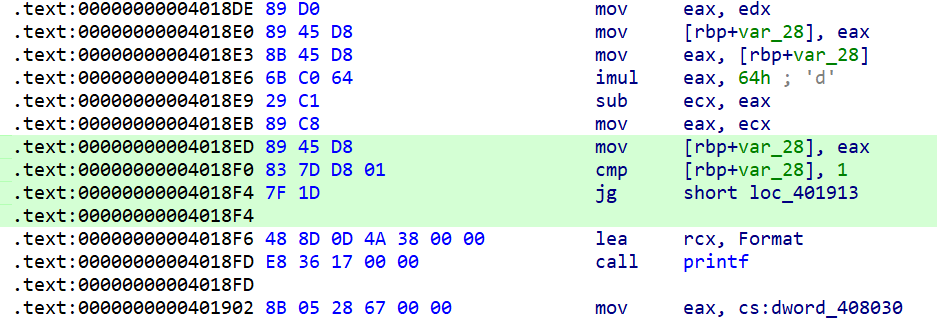 .text:00000000004018DE 89 D0 mov eax, edx
.text:00000000004018E0 89 45 D8 mov [rbp+var_28], eax
.text:00000000004018E3 8B 45 D8 mov eax, [rbp+var_28]
.text:00000000004018E6 6B C0 64 imul eax, 64h ; 'd'
.text:00000000004018E9 29 C1 sub ecx, eax
.text:00000000004018EB 89 C8 mov eax, ecx
.text:00000000004018ED 89 45 D8 mov [rbp+var_28], eax
.text:00000000004018F0 83 7D D8 01 cmp [rbp+var_28], 1
.text:00000000004018F4 7F 1D jg short loc_401913
.text:00000000004018F4
.text:00000000004018F6 48 8D 0D 4A 38 00 00 lea rcx, Format
.text:00000000004018FD E8 36 17 00 00 call printf
.text:00000000004018FD
.text:0000000000401902 8B 05 28 67 00 00 mov eax, cs:dword_408030